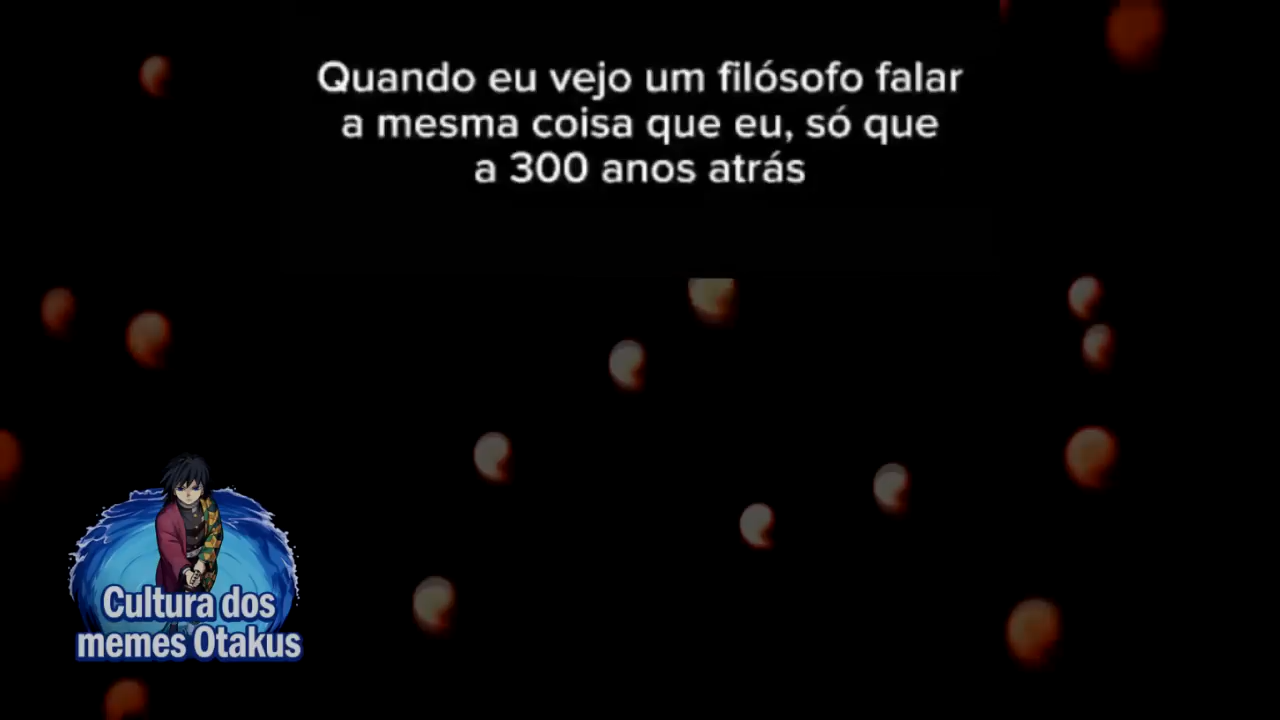 Quando eu vejo um filósofo falar
a mesma coisa que eu, só que
a 300 anos atrás
Cultura dos
memes Otakus